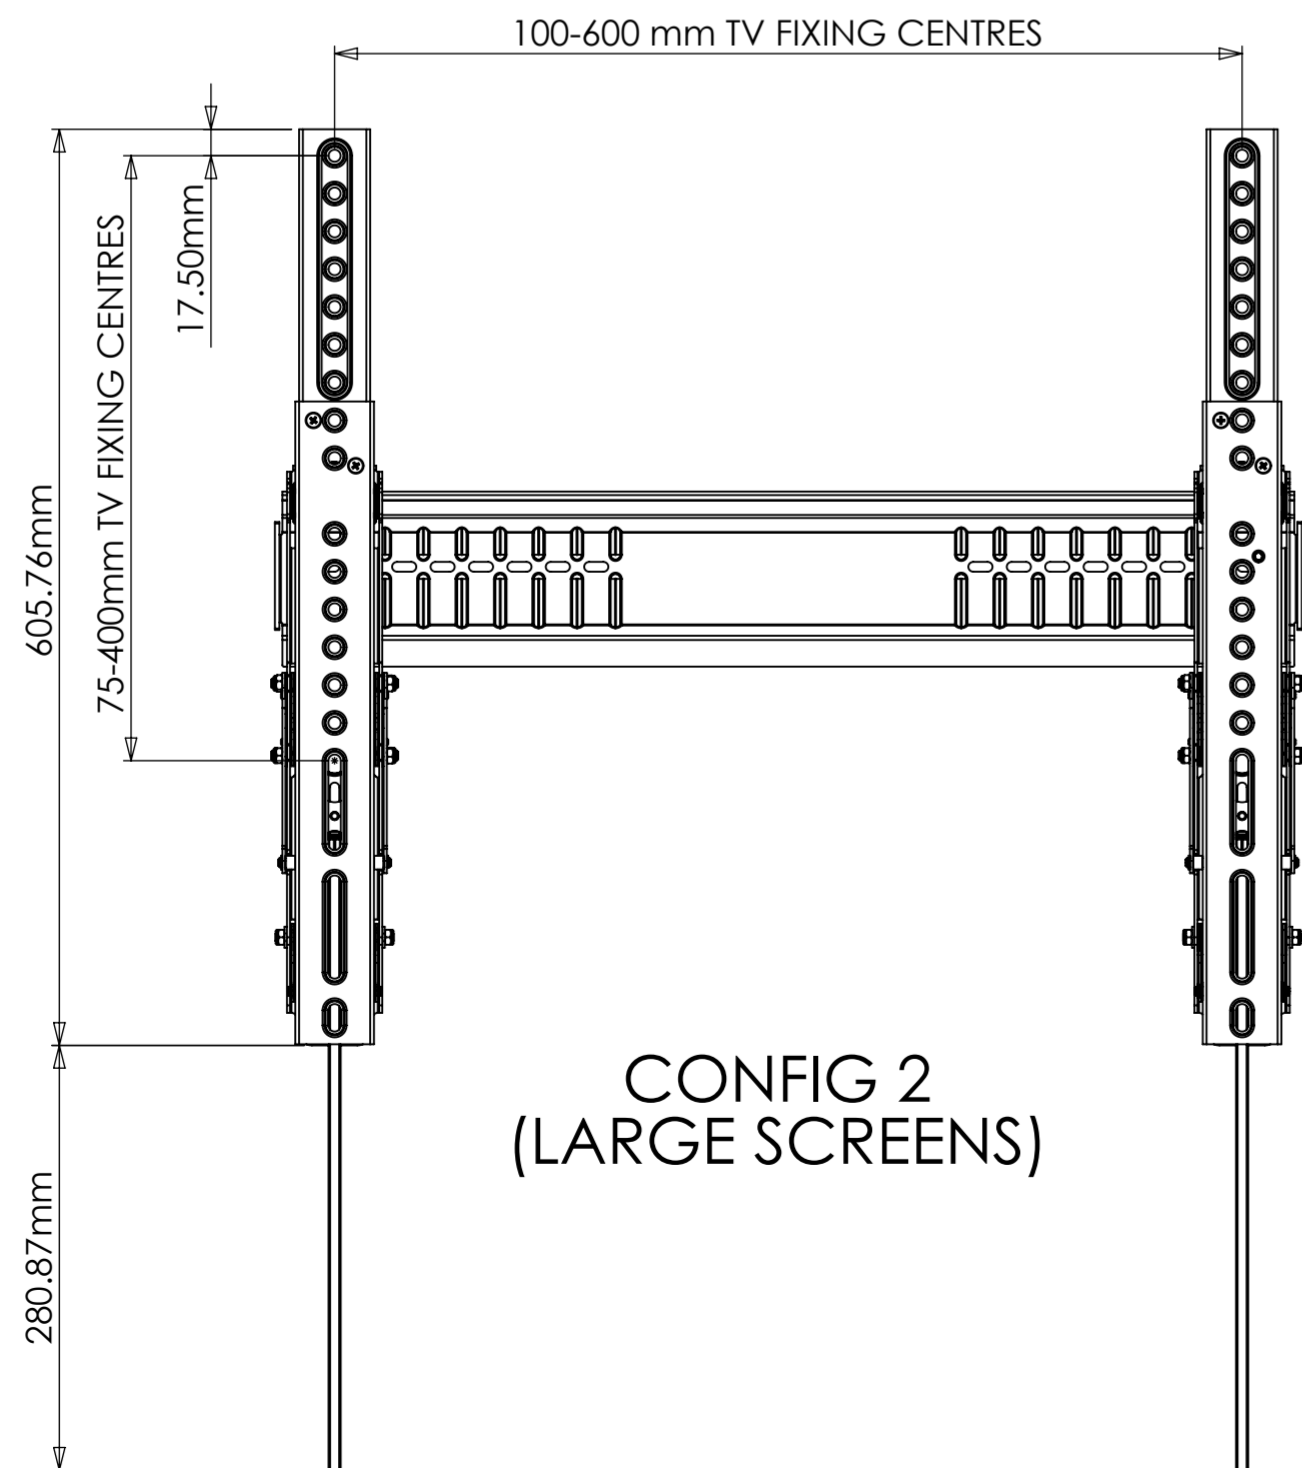 100-600 mm TV FIXING CENTRES
17.50mm
75-400mm TV FIXING CENTRES
605.76mm
CONFIG 2
(LARGE SCREENS)
280.87mm